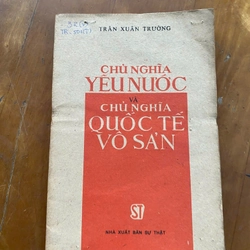 TRẦN XUÂN TRƯỜNG
CHỦ NGHĨA
YÊU NƯỚC
VÀ
CHỦ NGHĨA
QUỐC TẾ
VÔ SẢN
ST
NHÀ XUẤT BẢN SỰ THẬT